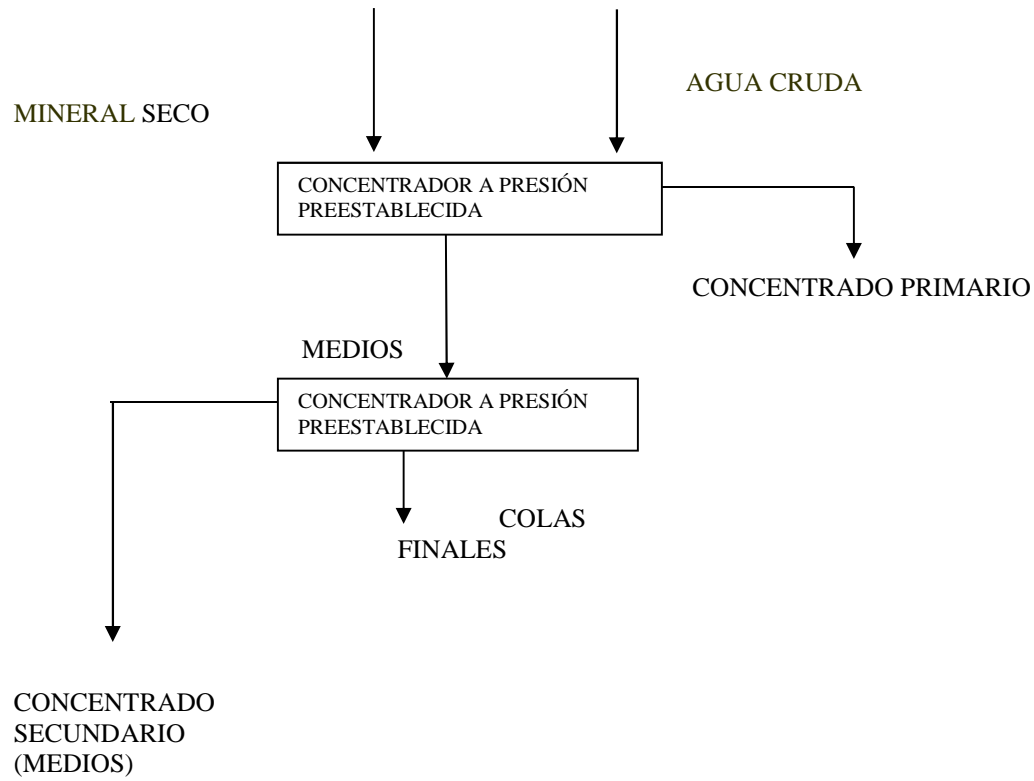 AGUA CRUDA
MINERAL SECO
CONCENTRADOR A PRESIÓN
PREESTABLECIDA
CONCENTRADO PRIMARIO
MEDIOS
CONCENTRADOR A PRESIÓN
PREESTABLECIDA
COLAS
FINALES
CONCENTRADO
SECUNDARIO
(MEDIOS)